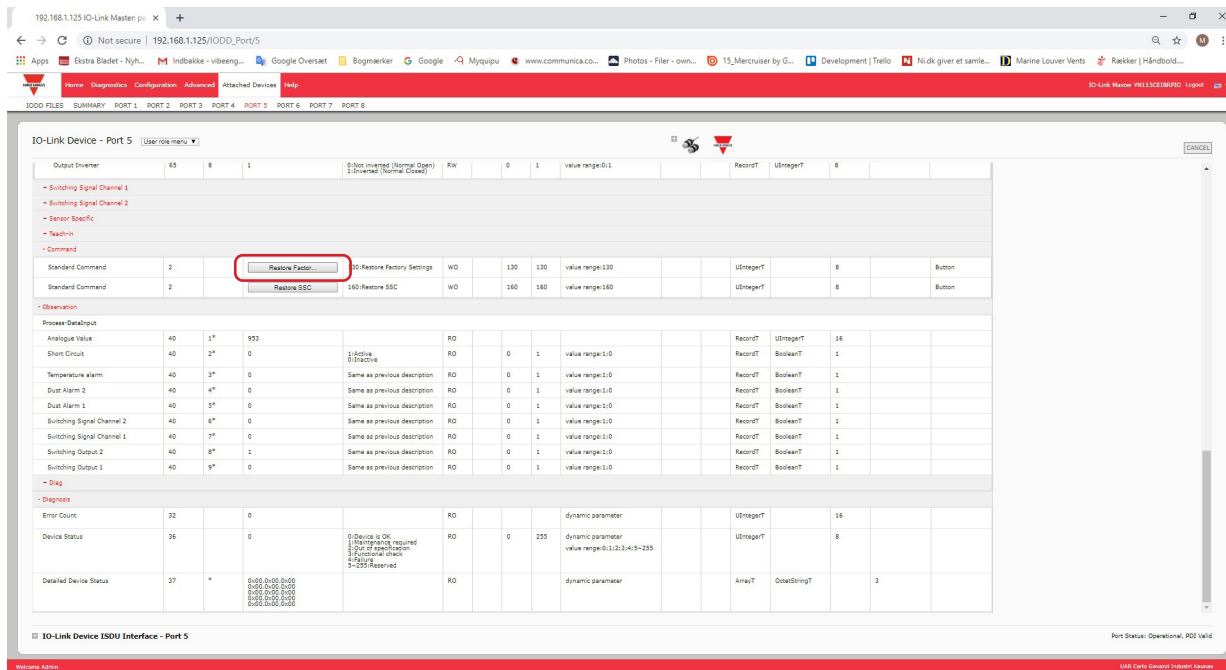 192.168.1.125 IO-Link Master: pa
Not secure | 192.168.1.125/IODD_Port/5
Apps Ekstra Bladet - Nyh... Indbakke - vibeeng... Google Oversæt Bogmærker Google Myquipu www.communica.co... Photos - Filer - own... 15_Mercruiser by G... Development | Trello Ni.dk giver et samle... Marine Louver Vents Rækker | Håndbold....
Home Diagnostics Configuration Advanced Attached Devices Help IO-Link Master YN115CEI8RPIO Logout
IODD FILES SUMMARY PORT 1 PORT 2 PORT 3 PORT 4 PORT 5 PORT 6 PORT 7 PORT 8
IO-Link Device - Port 5 User role menu CANCEL
Output Inverter 65 8 1 0:Not inverted (Normal Open) RW 0 1 value range:0;1 RecordT UIntegerT 8
1:Inverted (Normal Closed)
+ Switching Signal Channel 1
+ Switching Signal Channel 2
+ Sensor Specific
+ Teach-in
- Command
Standard Command 2 Restore Factor... 130:Restore Factory Settings WO 130 130 value range:130 UIntegerT 8 Button
Standard Command 2 Restore SSC 160:Restore SSC WO 160 160 value range:160 UIntegerT 8 Button
- Observation
Process-DataInput
Analogue Value 40 1* 953 RO RecordT UIntegerT 16
Short Circuit 40 2* 0 1:Active RO 0 1 value range:1;0 RecordT BooleanT 1
0:Inactive
Temperature alarm 40 3* 0 Same as previous description RO 0 1 value range:1;0 RecordT BooleanT 1
Dust Alarm 2 40 4* 0 Same as previous description RO 0 1 value range:1;0 RecordT BooleanT 1
Dust Alarm 1 40 5* 0 Same as previous description RO 0 1 value range:1;0 RecordT BooleanT 1
Switching Signal Channel 2 40 6* 0 Same as previous description RO 0 1 value range:1;0 RecordT BooleanT 1
Switching Signal Channel 1 40 7* 0 Same as previous description RO 0 1 value range:1;0 RecordT BooleanT 1
Switching Output 2 40 8* 1 Same as previous description RO 0 1 value range:1;0 RecordT BooleanT 1
Switching Output 1 40 9* 0 Same as previous description RO 0 1 value range:1;0 RecordT BooleanT 1
+ Diag
- Diagnosis
Error Count 32 0 RO dynamic parameter UIntegerT 16
Device Status 36 0 0:Device is OK RO 0 255 dynamic parameter UIntegerT 8
1:Maintenance required
2:Out of specification
value range:0;1;2;3;4;5~255
3:Functional check
4:Failure
5~255:Reserved
Detailed Device Status 37 * 0x00,0x00,0x00 RO dynamic parameter ArrayT OctetStringT 3
0x00,0x00,0x00
0x00,0x00,0x00
0x00,0x00,0x00
0x00,0x00,0x00
IO-Link Device ISDU Interface - Port 5 Port Status: Operational, PDI Valid
Welcome Admin UAB Carlo Gavazzi Industri Kaunas